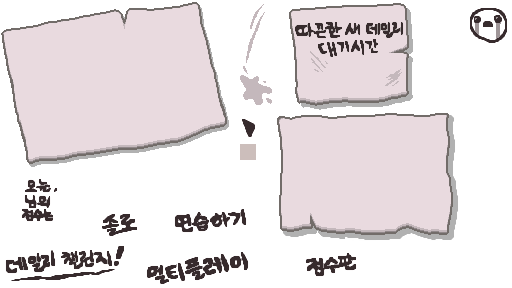 따끈한 새 데일리
대기시간
오늘,
님의
점수는
솔로
연습하기
데일리 챌린지!
멀티플레이
점수판